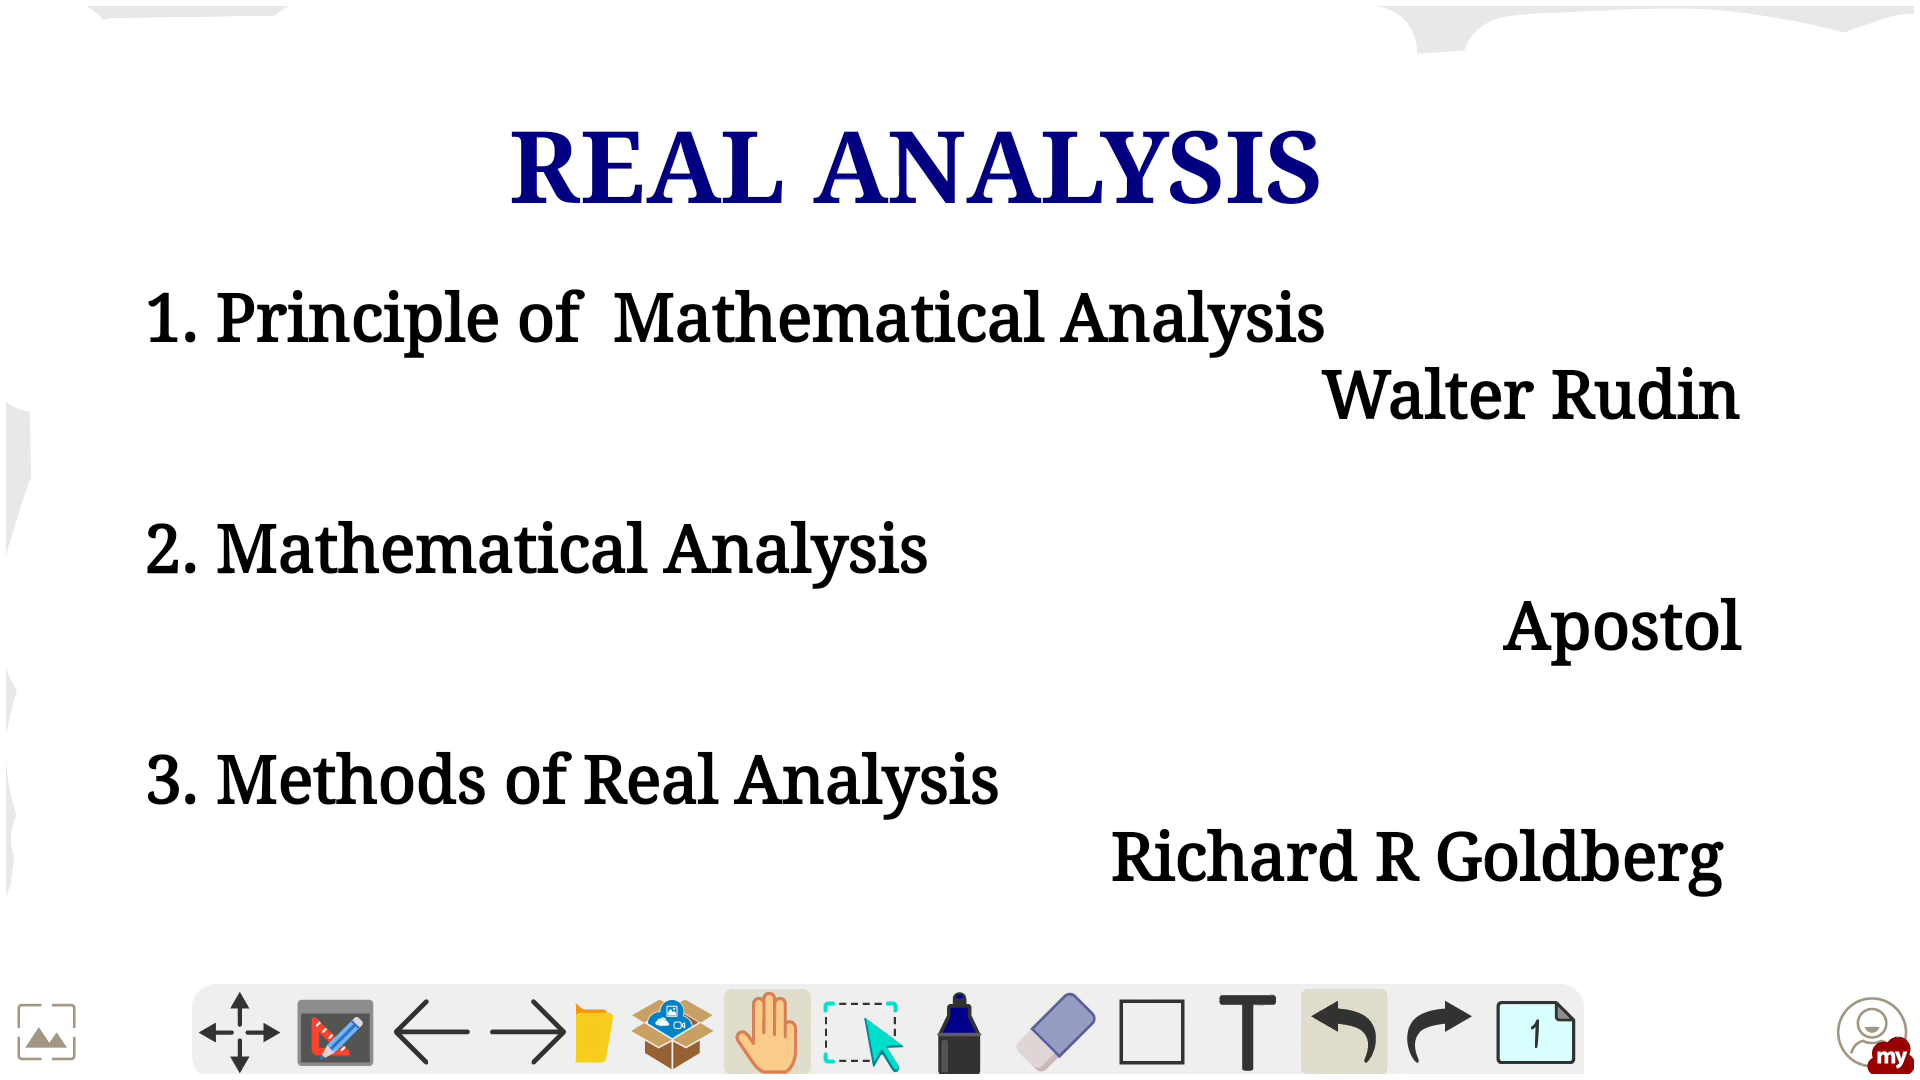 REAL ANALYSIS
1. Principle of  Mathematical Analysis
Walter Rudin
2. Mathematical Analysis
Apostol
3. Methods of Real Analysis
Richard R Goldberg
T
1
my